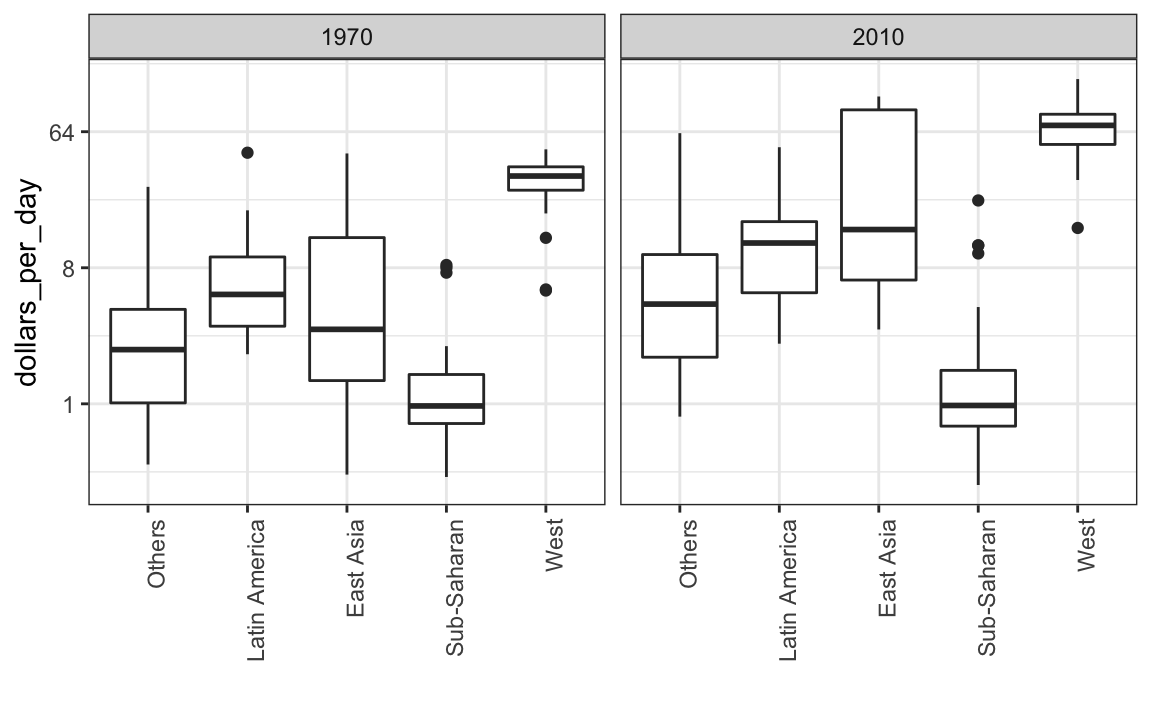 1970
2010
dollars_per_day
64
8
1
Others
Latin America
East Asia
Sub-Saharan
West
Others
Latin America
East Asia
Sub-Saharan
West